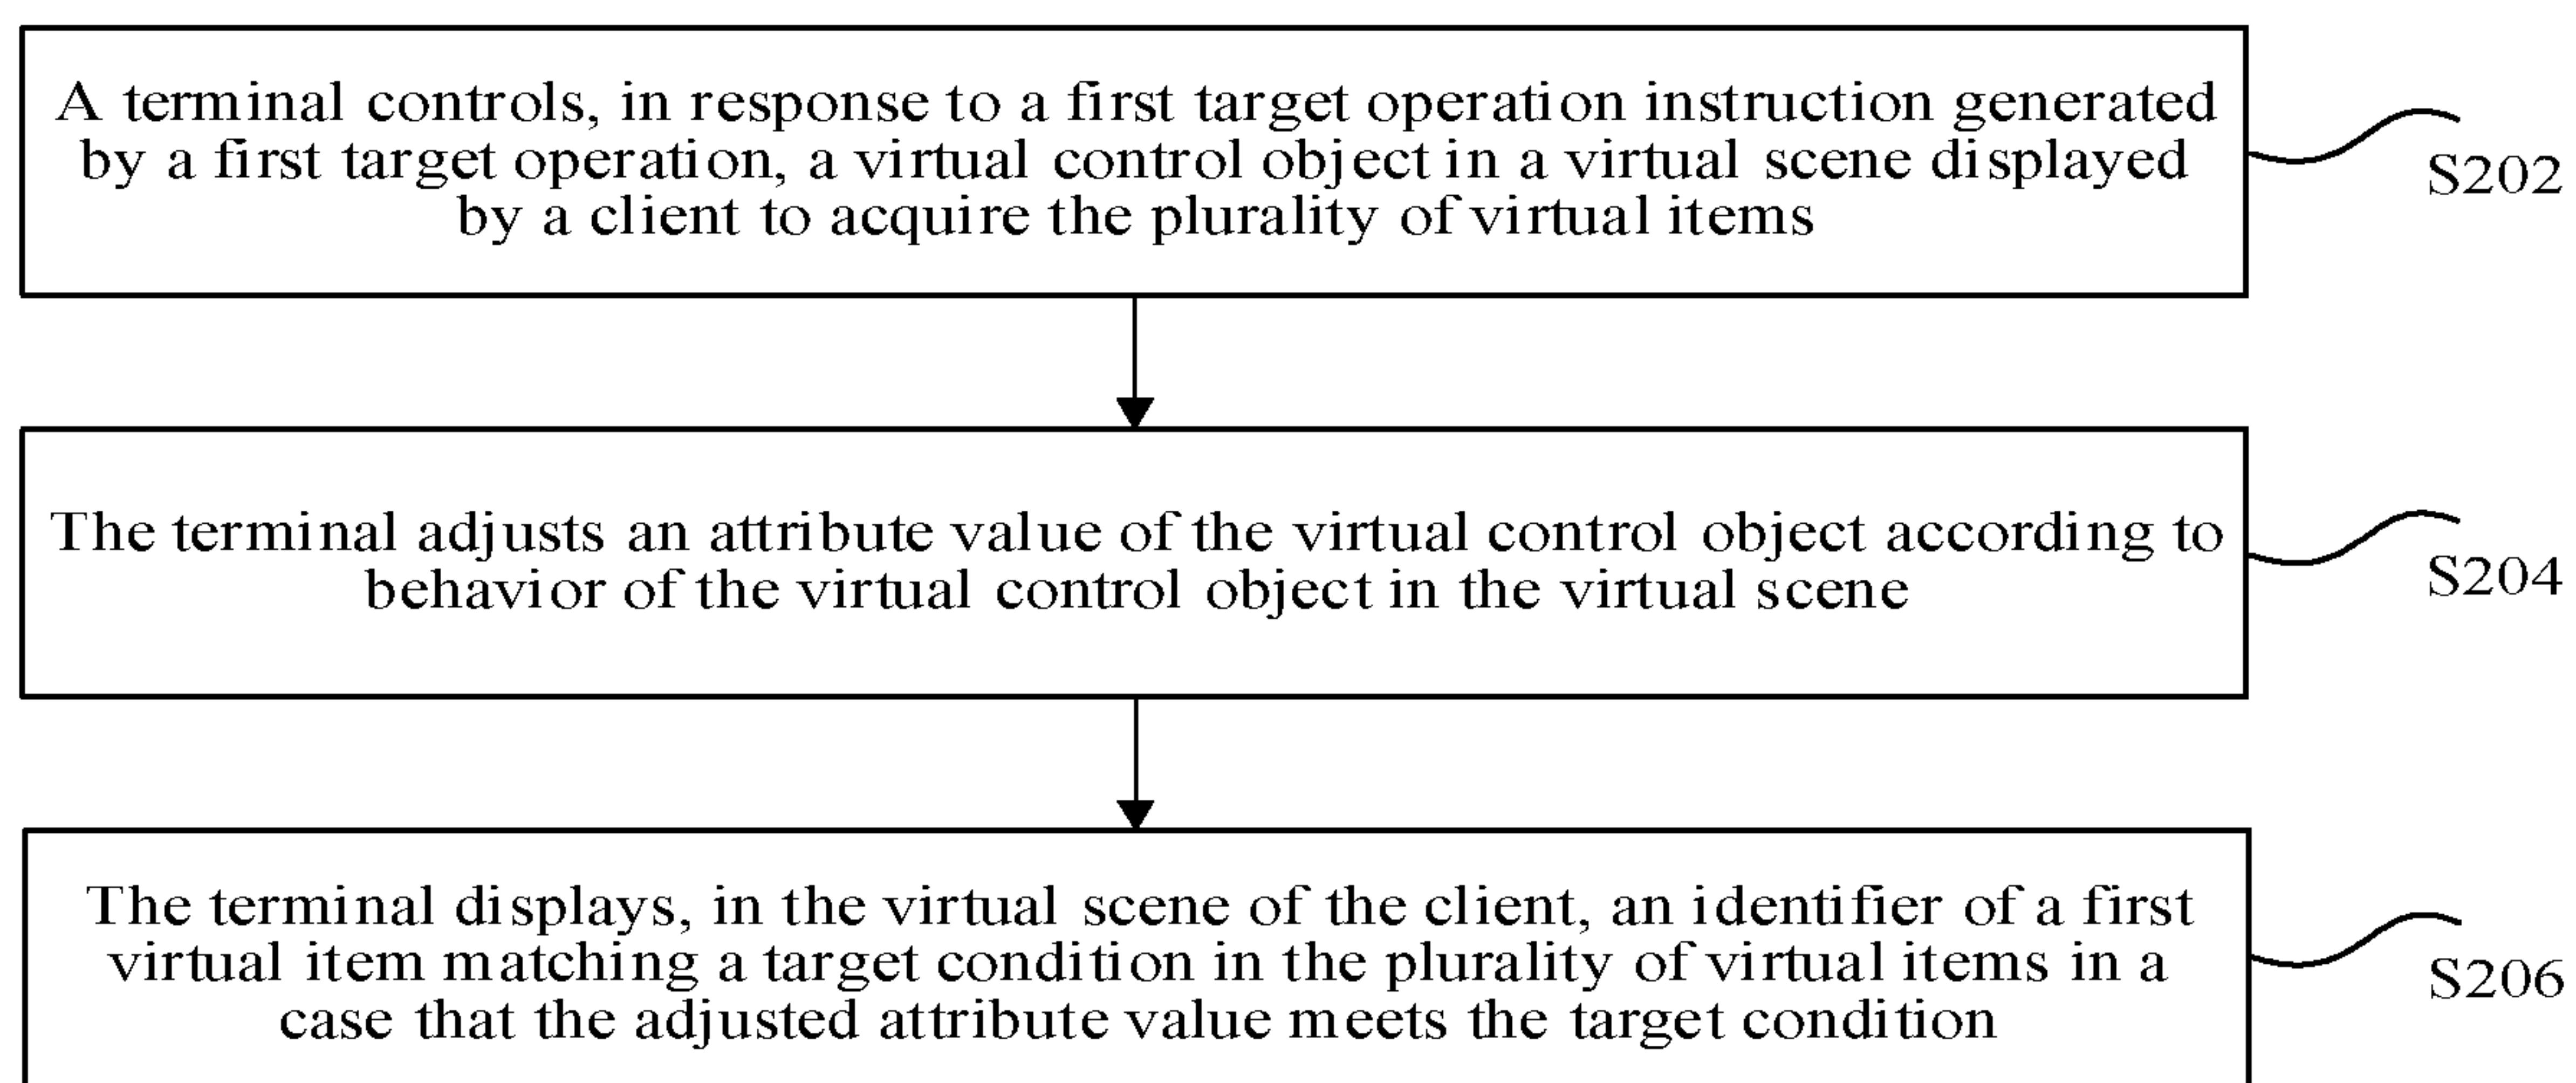 A terminal controls, in response to a first target operation instruction generated
by a first target operation, a virtual control object in a virtual scene displayed
by a client to acquire the plurality of virtual items
S202
The terminal adjusts an attribute value of the virtual control object according to
behavior of the virtual control object in the virtual scene
S204
The terminal displays, in the virtual scene of the client, an identifier of a first
virtual item matching a target condition in the plurality of virtual items in a
case that the adjusted attribute value meets the target condition
S206